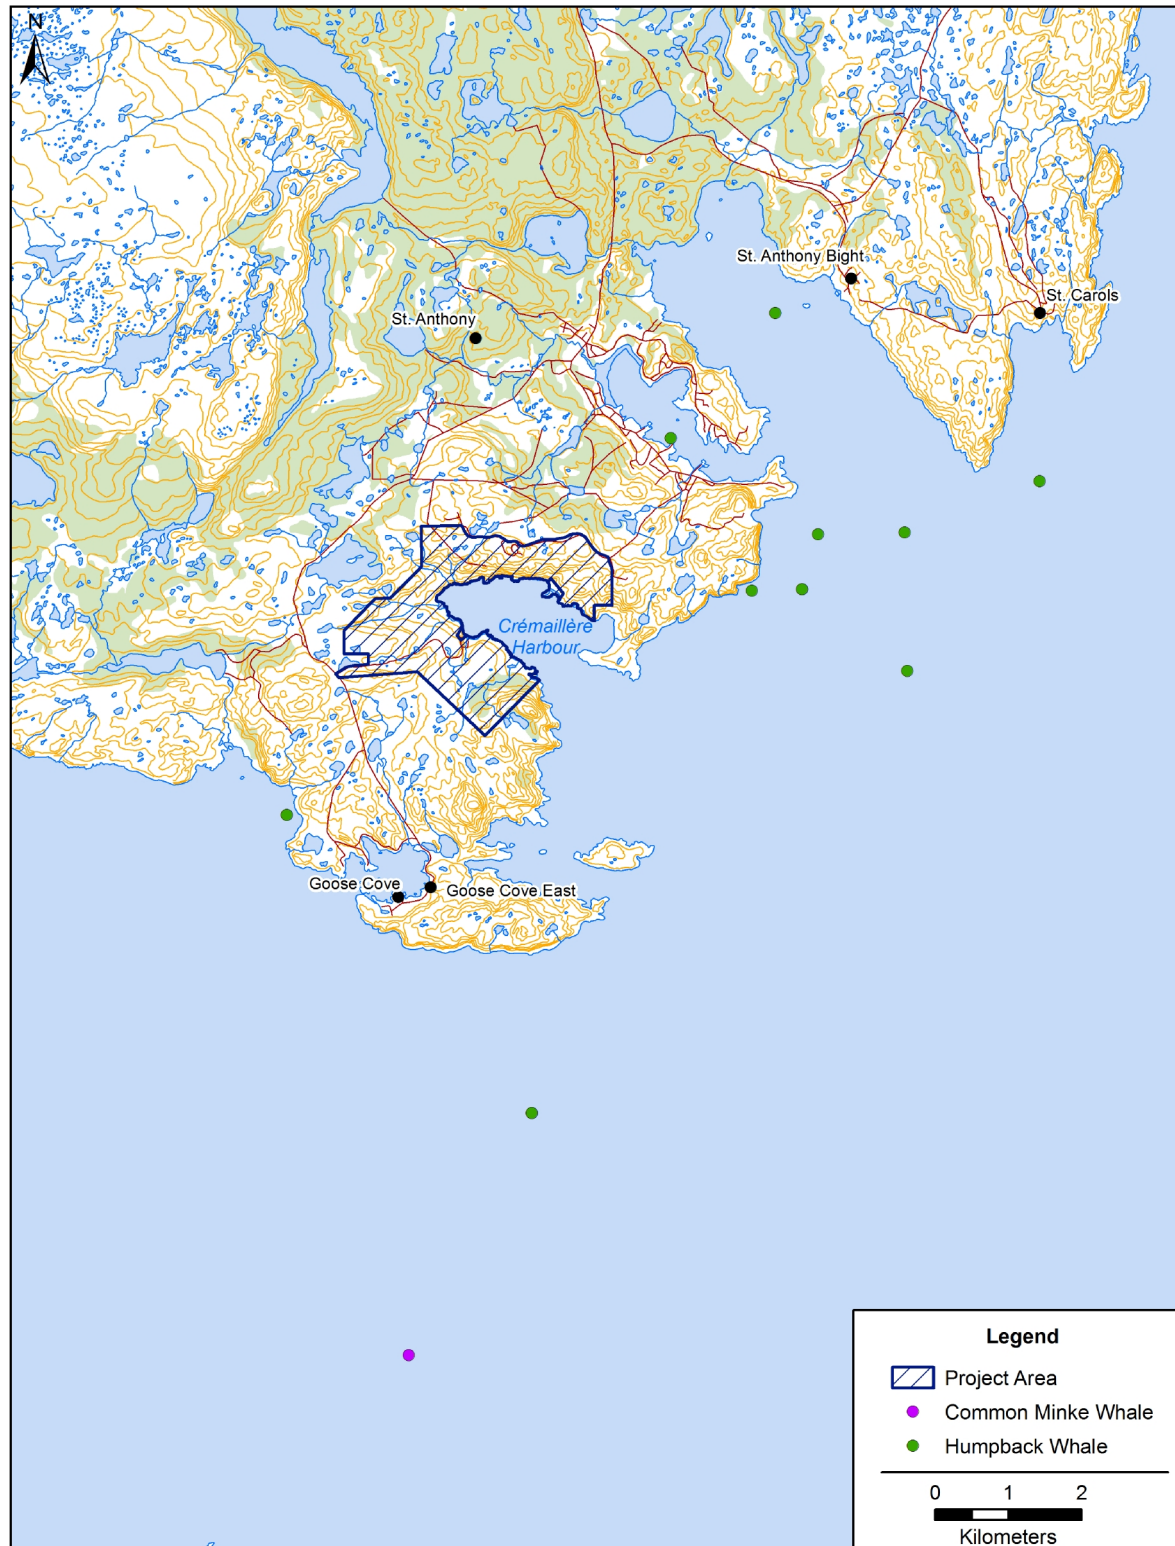 N
St. Anthony Bight
St. Carols
St. Anthony
Crémaillère
Harbour
Goose Cove
Goose Cove East
Legend
Project Area
Common Minke Whale
Humpback Whale
0 1 2
Kilometers